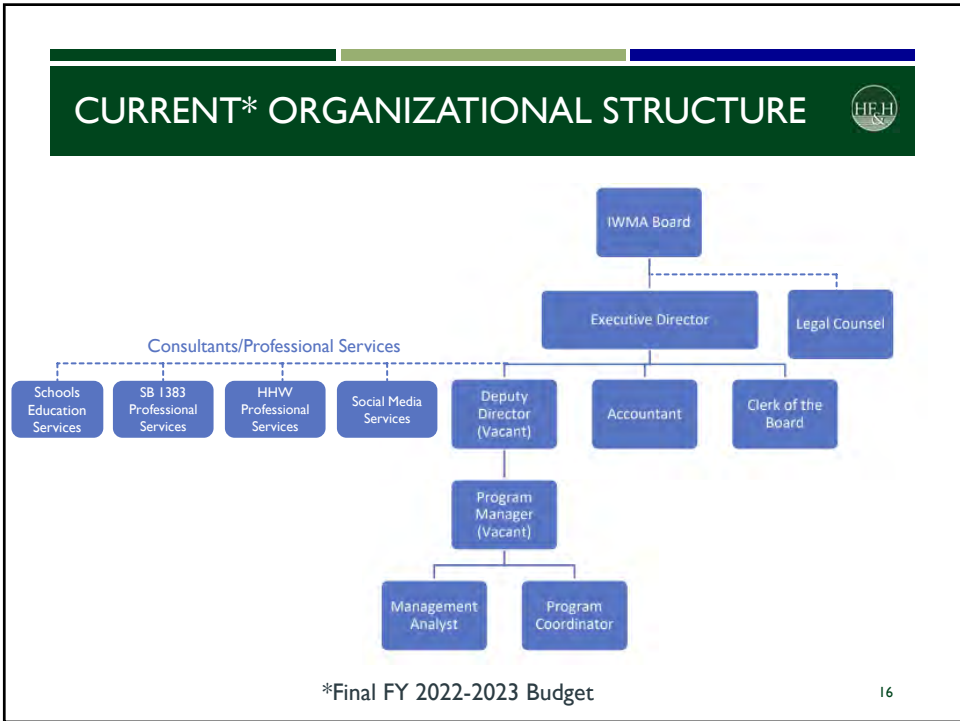 CURRENT* ORGANIZATIONAL STRUCTURE
HF&H
IWMA Board
Executive Director
Legal Counsel
Consultants/Professional Services
Schools
Education
Services
SB 1383
Professional
Services
HHW
Professional
Services
Social Media
Services
Deputy
Director
(Vacant)
Accountant
Clerk of the
Board
Program
Manager
(Vacant)
Management
Analyst
Program
Coordinator
*Final FY 2022-2023 Budget
16